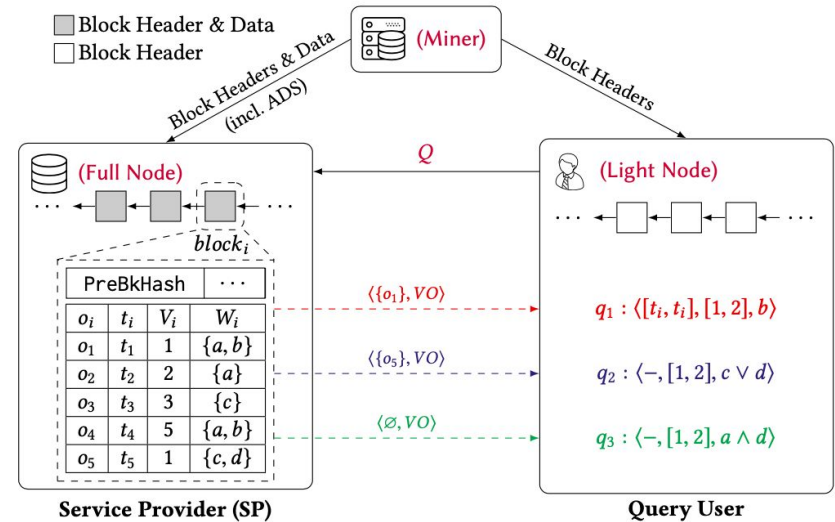 Block Header & Data
Block Header
(Miner)
Block Headers & Data
(incl. ADS)
Block Headers
(Full Node)
Q
(Light Node)
··· ···
··· ···
block_i
PreBkHash ···
o_i t_i V_i W_i
o_1 t_1 1 {a, b}
o_2 t_2 2 {a}
o_3 t_3 3 {c}
o_4 t_4 5 {a, b}
o_5 t_5 1 {c, d}
⟨{o_1}, VO⟩
⟨{o_5}, VO⟩
⟨∅, VO⟩
q_1 : ⟨[t_i, t_i], [1, 2], b⟩
q_2 : ⟨−, [1, 2], c ∨ d⟩
q_3 : ⟨−, [1, 2], a ∧ d⟩
Service Provider (SP)
Query User